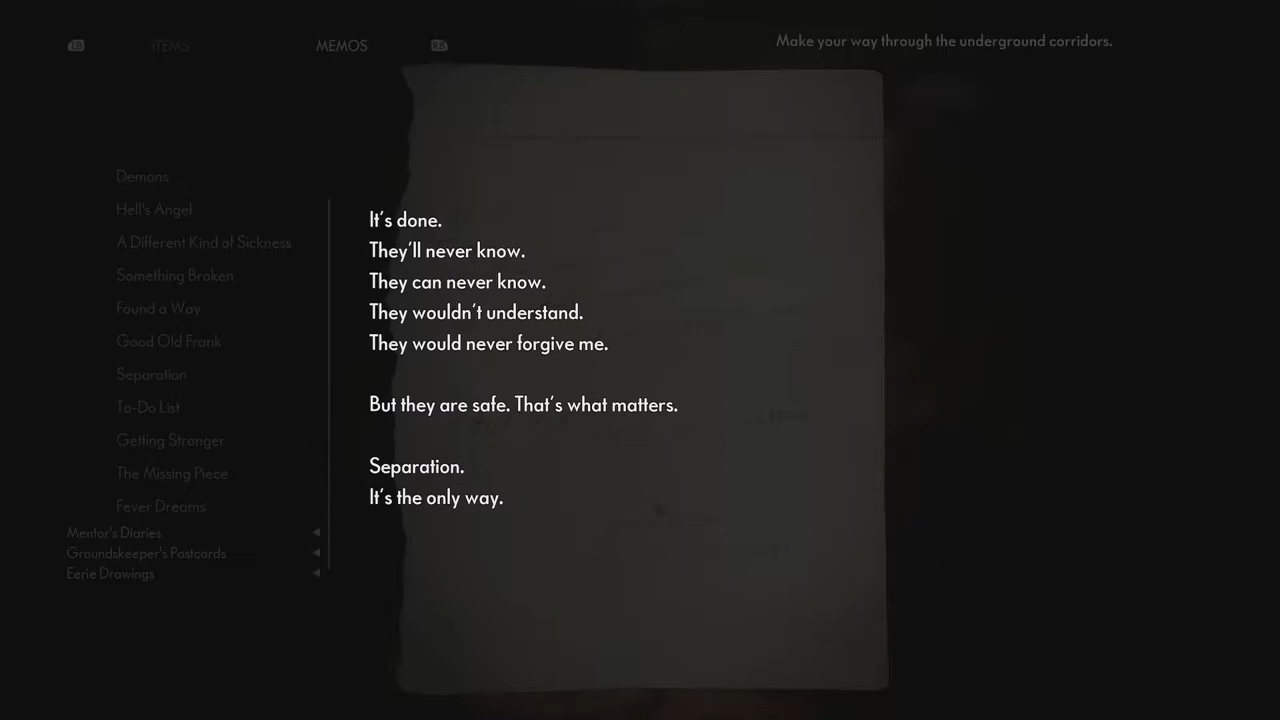 LB
ITEMS
MEMOS
RB
Make your way through the underground corridors.
Demons
Hell's Angel
A Different Kind of Sickness
Something Broken
Found a Way
Good Old Frank
Separation
To-Do List
Getting Stronger
The Missing Piece
Fever Dreams
Mentor's Diaries
Groundskeeper's Postcards
Eerie Drawings
It's done.
They'll never know.
They can never know.
They wouldn't understand.
They would never forgive me.
But they are safe. That's what matters.
Separation.
It's the only way.